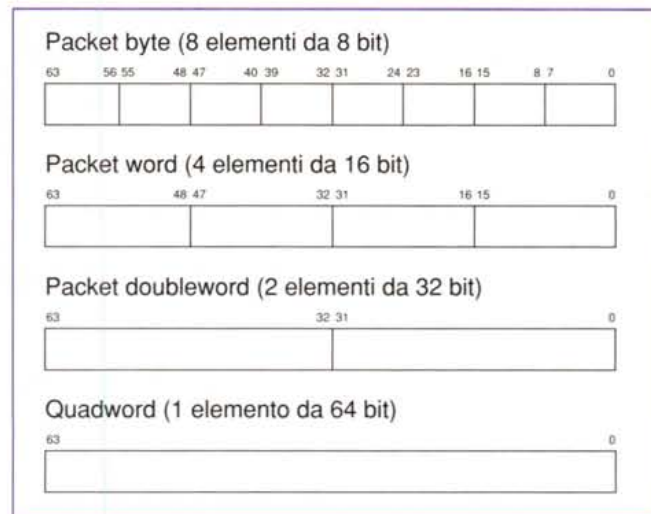 Packet byte (8 elementi da 8 bit)
63 56 55 48 47 40 39 32 31 24 23 16 15 8 7 0
Packet word (4 elementi da 16 bit)
63 48 47 32 31 16 15 0
Packet doubleword (2 elementi da 32 bit)
63 32 31 0
Quadword (1 elemento da 64 bit)
63 0